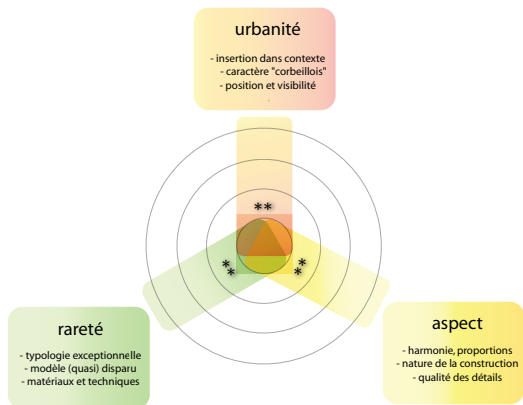 urbanité
- insertion dans contexte
- caractère "corbeillois"
- position et visibilité
**
**
**
rareté
- typologie exceptionnelle
- modèle (quasi) disparu
- matériaux et techniques
aspect
- harmonie, proportions
- nature de la construction
- qualité des détails